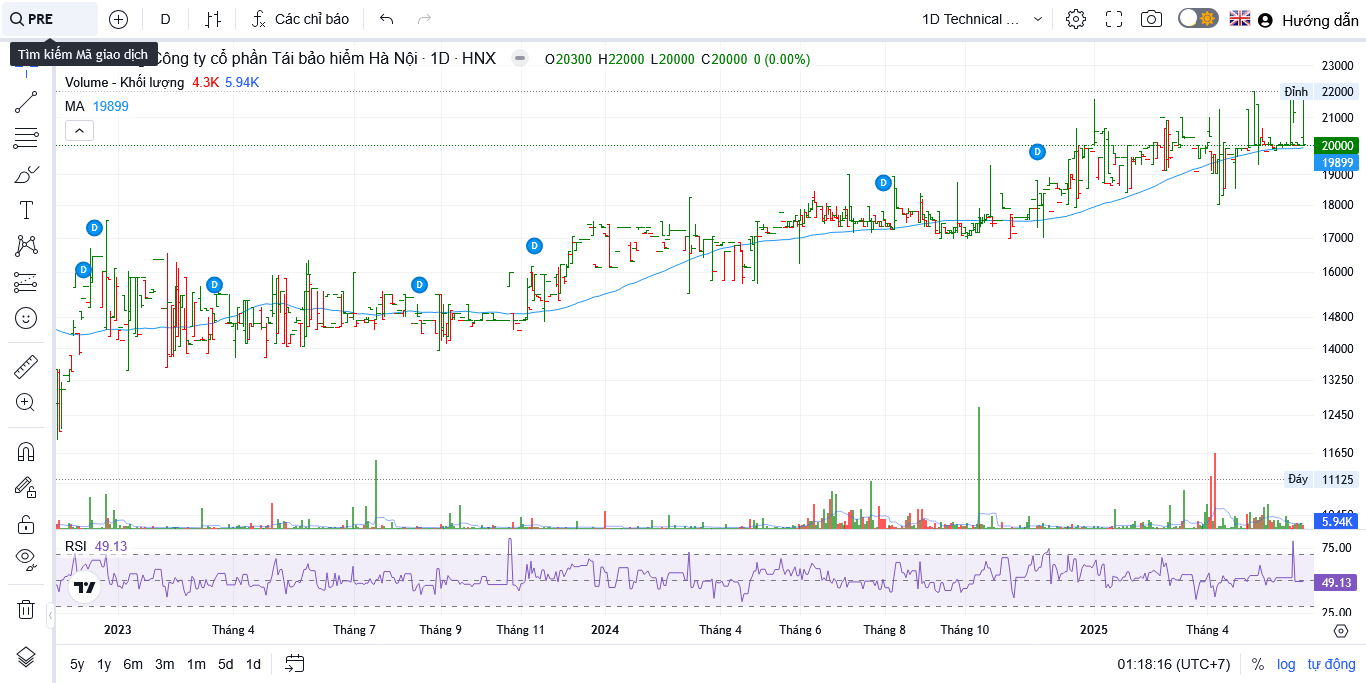 PRE
D
Các chỉ báo
1D Technical ...
Hướng dẫn
Tìm kiếm Mã giao dịch
Công ty cổ phần Tái bảo hiểm Hà Nội · 1D · HNX
O20300 H22000 L20000 C20000 0 (0.00%)
Volume - Khối lượng 4.3K 5.94K
MA 19899
23000
Đỉnh 22000
21000
20000
19899
19000
18000
17000
16000
14800
14000
13250
12450
11650
Đáy 11125
5.94K
D
D
D
D
D
D
D
RSI 49.13
75.00
49.13
25.00
2023 Tháng 4 Tháng 7 Tháng 9 Tháng 11 2024 Tháng 4 Tháng 6 Tháng 8 Tháng 10 2025 Tháng 4
5y 1y 6m 3m 1m 5d 1d
01:18:16 (UTC+7) % log tự động